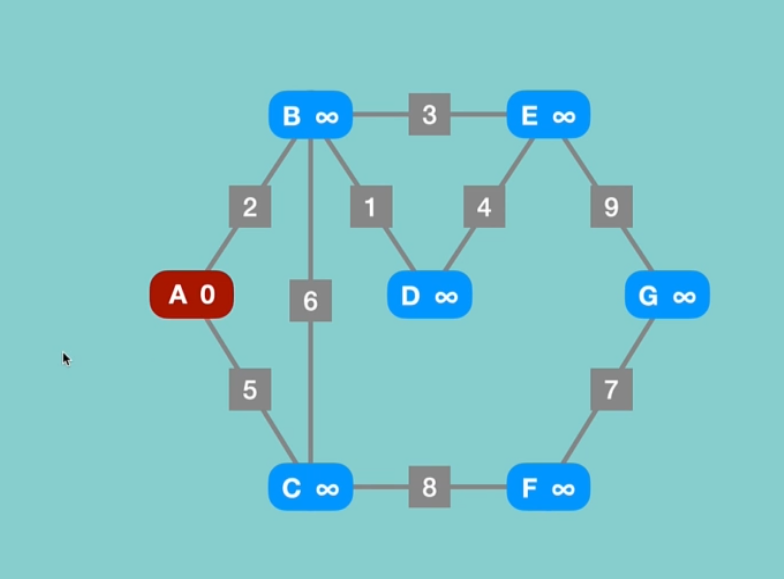 B ∞ 3 E ∞
2 1 4 9
A 0 6 D ∞ G ∞
5 7
C ∞ 8 F ∞